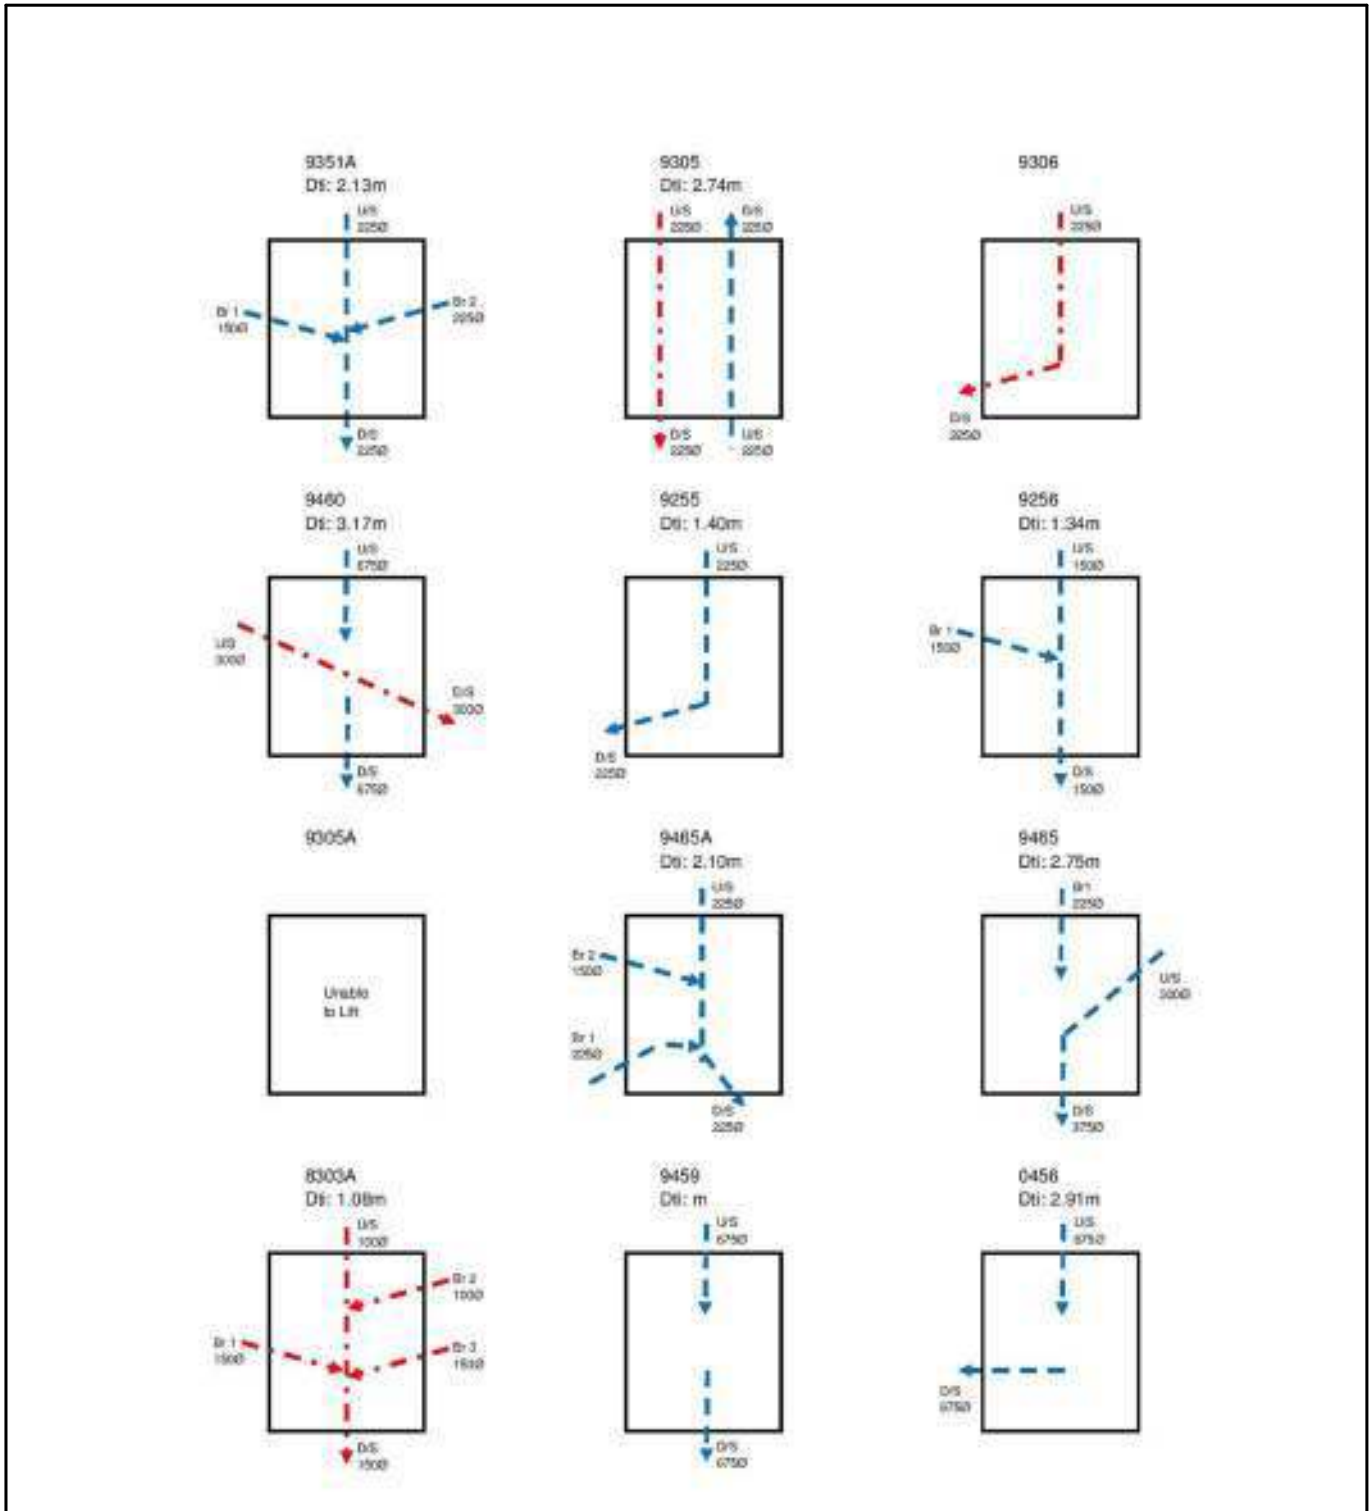 9351A
Dti: 2.13m
U/S
225Ø
Br 1
150Ø
Br 2
225Ø
D/S
225Ø
9305
Dti: 2.74m
U/S
225Ø
D/S
225Ø
D/S
225Ø
U/S
225Ø
9306
U/S
225Ø
D/S
225Ø
9460
Dti: 3.17m
U/S
675Ø
U/S
300Ø
D/S
300Ø
D/S
675Ø
9255
Dti: 1.40m
U/S
225Ø
D/S
225Ø
9256
Dti: 1.34m
U/S
150Ø
Br 1
150Ø
D/S
150Ø
9305A
Unable
to Lift
9465A
Dti: 2.10m
U/S
225Ø
Br 2
150Ø
Br 1
225Ø
D/S
225Ø
9465
Dti: 2.75m
Br1
225Ø
U/S
D/S
375Ø
8303A
Dti: 1.08m
U/S
100Ø
Br 2
100Ø
Br 1
150Ø
Br 3
150Ø
D/S
150Ø
9459
Dti: m
U/S
675Ø
D/S
675Ø
0456
Dti: 2.91m
U/S
675Ø
D/S
675Ø